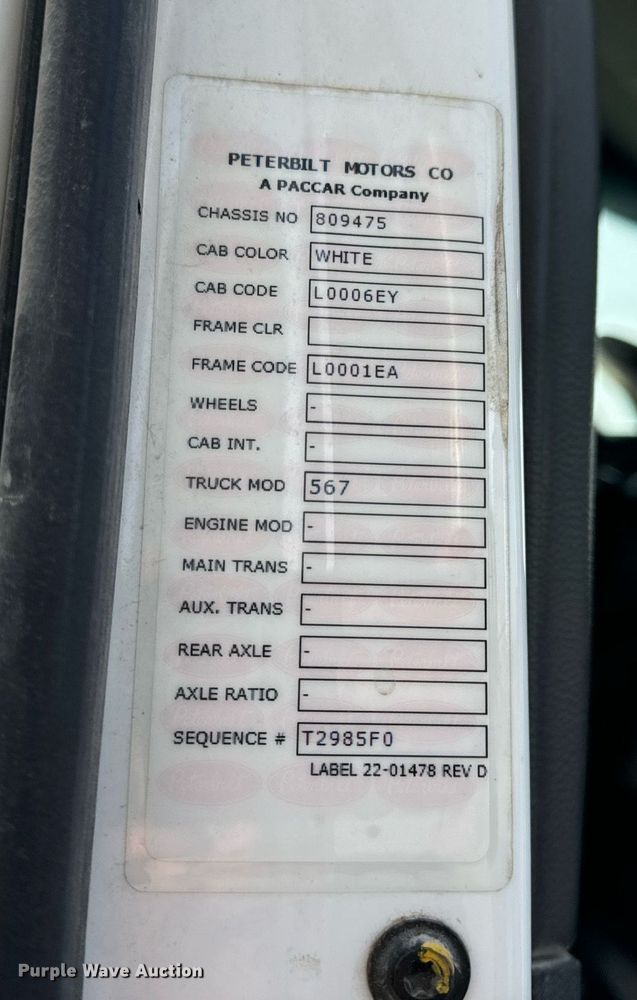 PETERBILT MOTORS CO
A PACCAR Company
CHASSIS NO 809475
CAB COLOR WHITE
CAB CODE L0006EY
FRAME CLR
FRAME CODE L0001EA
WHEELS -
CAB INT. -
TRUCK MOD 567
ENGINE MOD -
MAIN TRANS -
AUX. TRANS -
REAR AXLE -
AXLE RATIO -
SEQUENCE # T2985F0
LABEL 22-01478 REV D
Purple Wave Auction